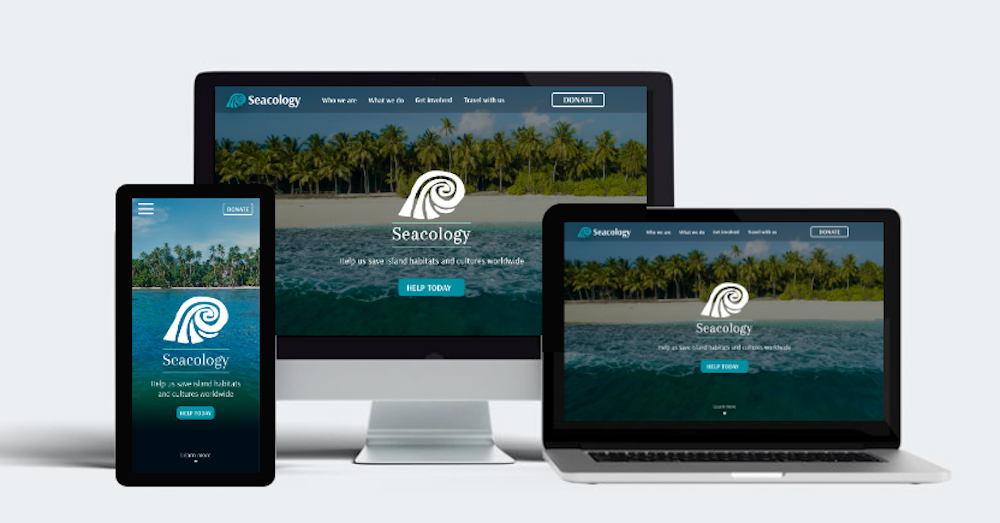 Seacology
Who we are What we do Get involved Travel with us
DONATE
Seacology
Help us save island habitats and cultures worldwide
HELP TODAY
DONATE
Seacology
Help us save island habitats
and cultures worldwide
HELP TODAY
Learn more
Seacology
Who we are What we do Get involved Travel with us
DONATE
Seacology
Help us save island habitats and cultures worldwide
HELP TODAY
Learn more